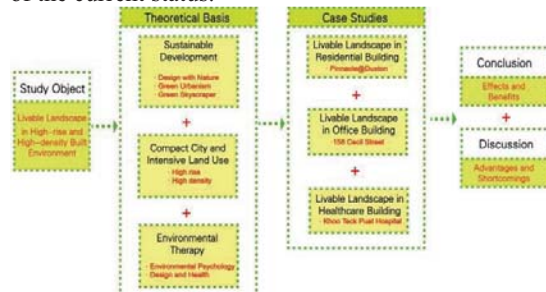 of the current status.
Theoretical Basis
Sustainable
Development
· Design with Nature
· Green Urbanism
· Green Skyscraper
+
Compact City and
Intensive Land Use
· High rise
· High density
+
Environmental
Therapy
· Environmental Psychology
· Design and Health
Case Studies
Livable Landscape in
Residential Building
· Pinnacle@Duxton
+
Livable Landscape
in Office Building
· 158 Cecil Street
+
Livable Landscape in
Healthcare Building
· Khoo Teck Puat Hospital
Study Object
Livable Landscape
in High-rise and
High-density Built
Environment
Conclusion
Effects and
Benefits
+
Discussion
Advantages and
Shortcomings